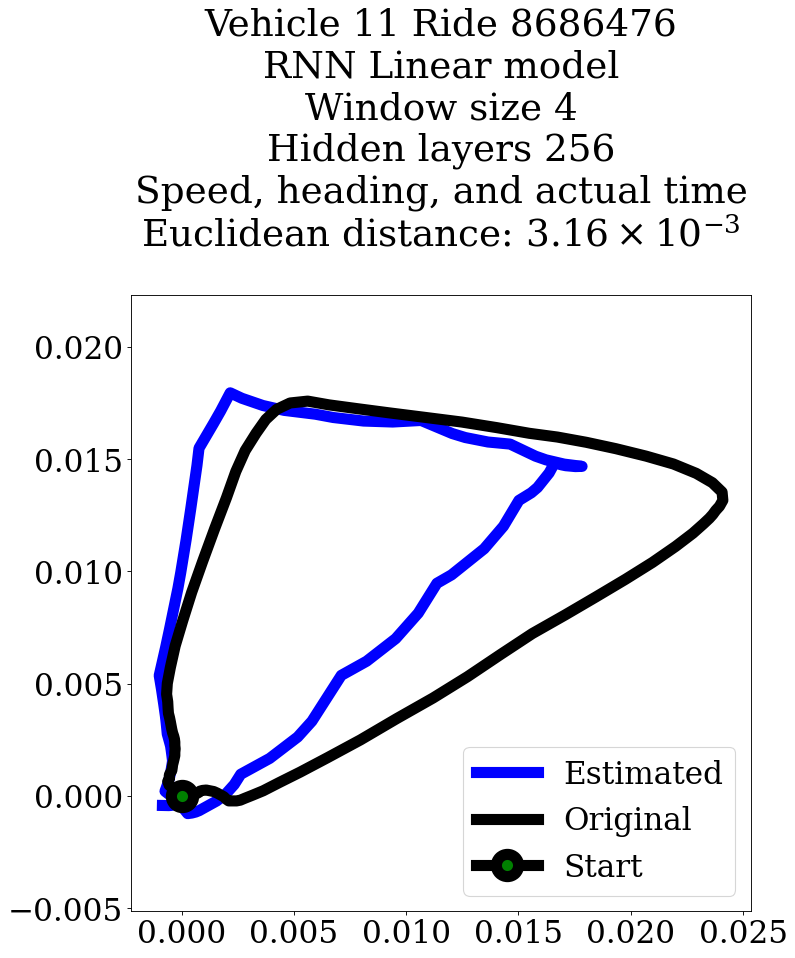 Vehicle 11 Ride 8686476
RNN Linear model
Window size 4
Hidden layers 256
Speed, heading, and actual time
Euclidean distance: 3.16 × 10⁻³
0.020
0.015
0.010
0.005
0.000
−0.005
Estimated
Original
Start
0.000 0.005 0.010 0.015 0.020 0.025